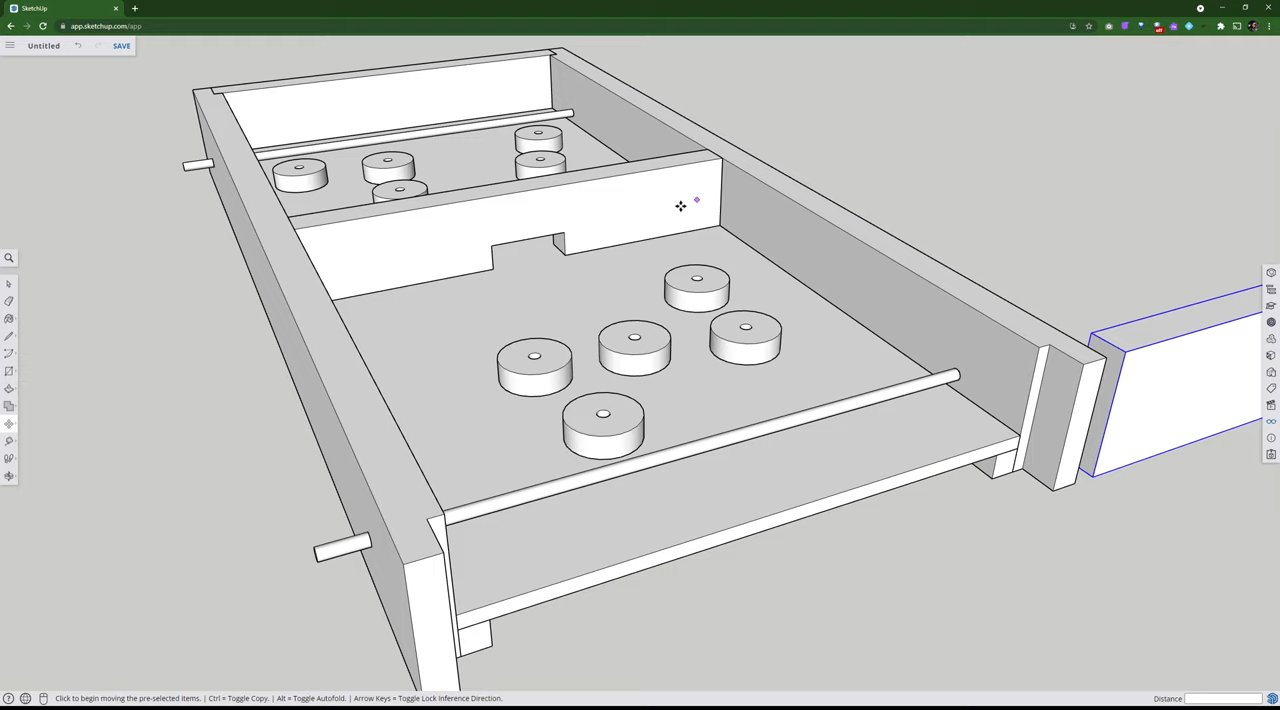 SketchUp
app.sketchup.com/app
off
Untitled
SAVE
Click to begin moving the pre-selected items. | Ctrl = Toggle Copy. | Alt = Toggle Autofold. | Arrow Keys = Toggle Lock Inference Direction.
Distance